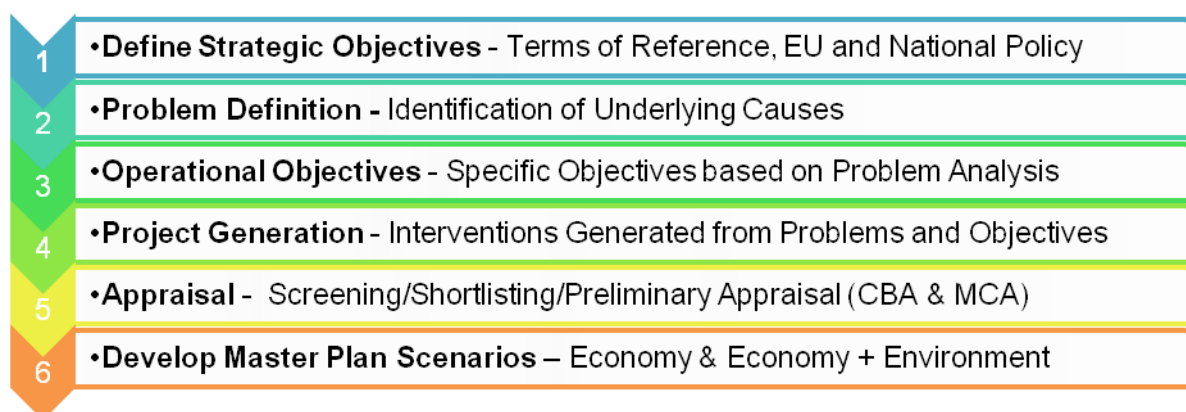 1 •Define Strategic Objectives - Terms of Reference, EU and National Policy
2 •Problem Definition - Identification of Underlying Causes
3 •Operational Objectives - Specific Objectives based on Problem Analysis
4 •Project Generation - Interventions Generated from Problems and Objectives
5 •Appraisal - Screening/Shortlisting/Preliminary Appraisal (CBA & MCA)
6 •Develop Master Plan Scenarios – Economy & Economy + Environment